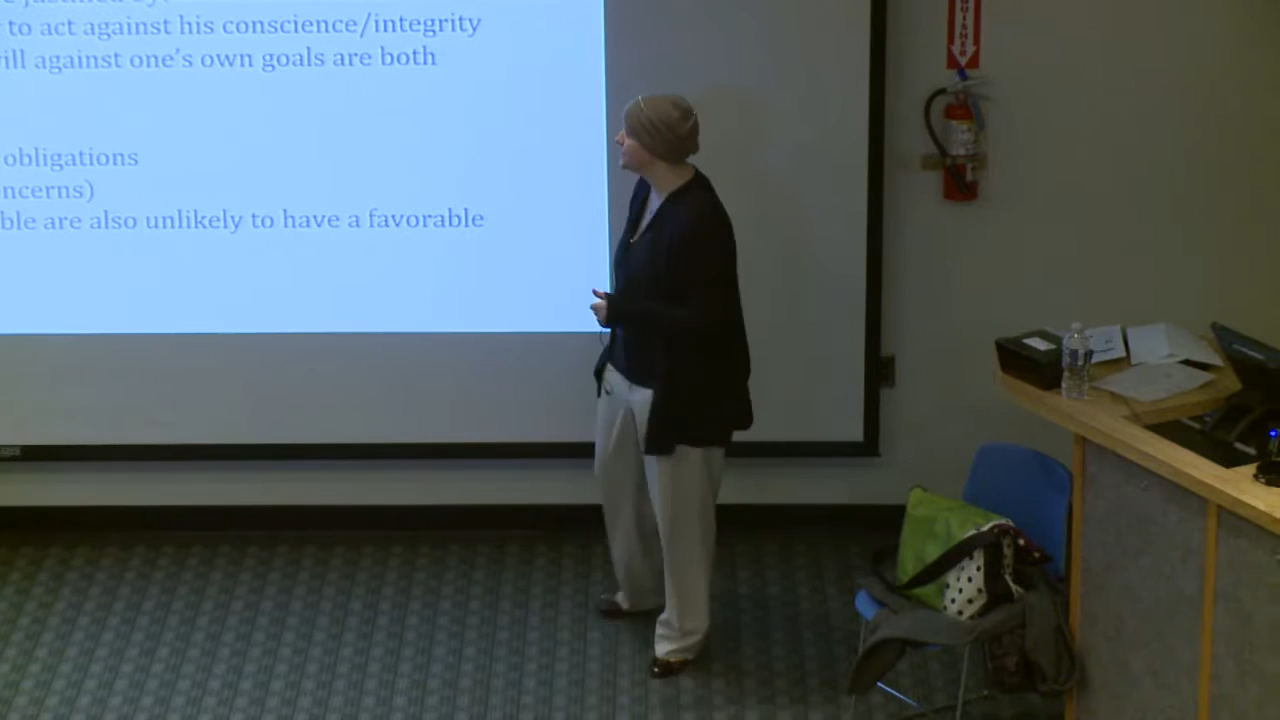 to act against his conscience/integrity
ill against one's own goals are both
obligations
ncerns)
ble are also unlikely to have a favorable